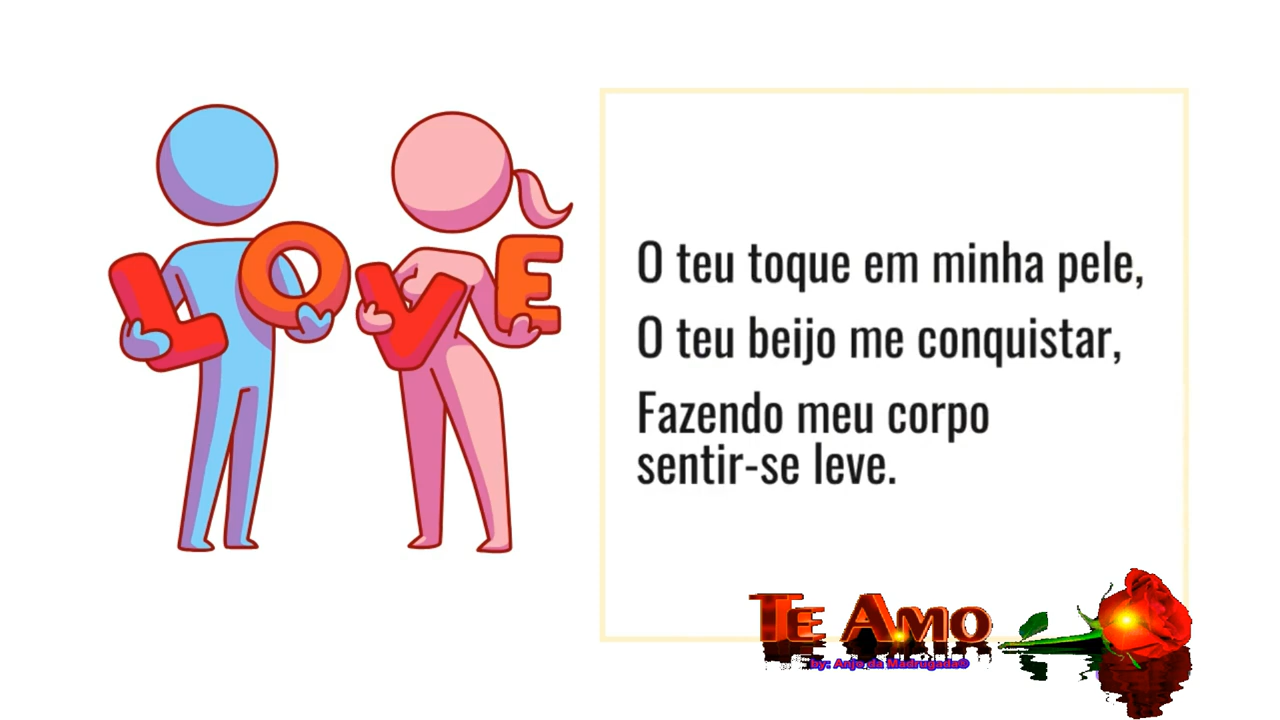 LOVE
O teu toque em minha pele,
O teu beijo me conquistar,
Fazendo meu corpo
sentir-se leve.
TE AMO
by: Anjo da Madrugada®